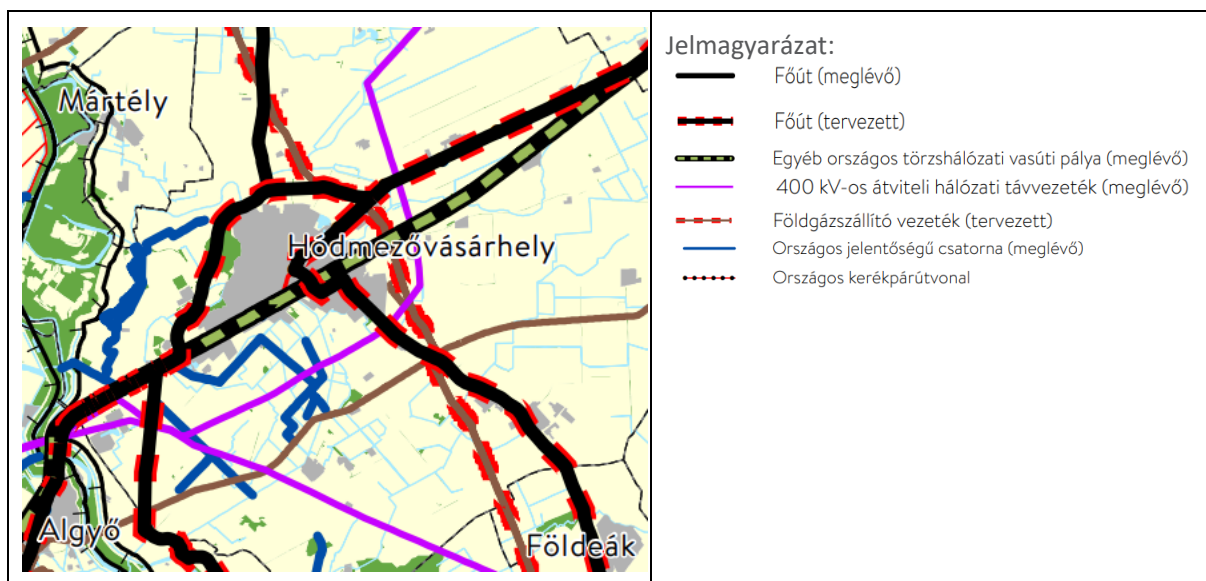 Mártély
Hódmezővásárhely
Algyő
Földeák
Jelmagyarázat:
Főút (meglévő)
Főút (tervezett)
Egyéb országos törzshálózati vasúti pálya (meglévő)
400 kV-os átviteli hálózati távvezeték (meglévő)
Földgázszállító vezeték (tervezett)
Országos jelentőségű csatorna (meglévő)
Országos kerékpárútvonal